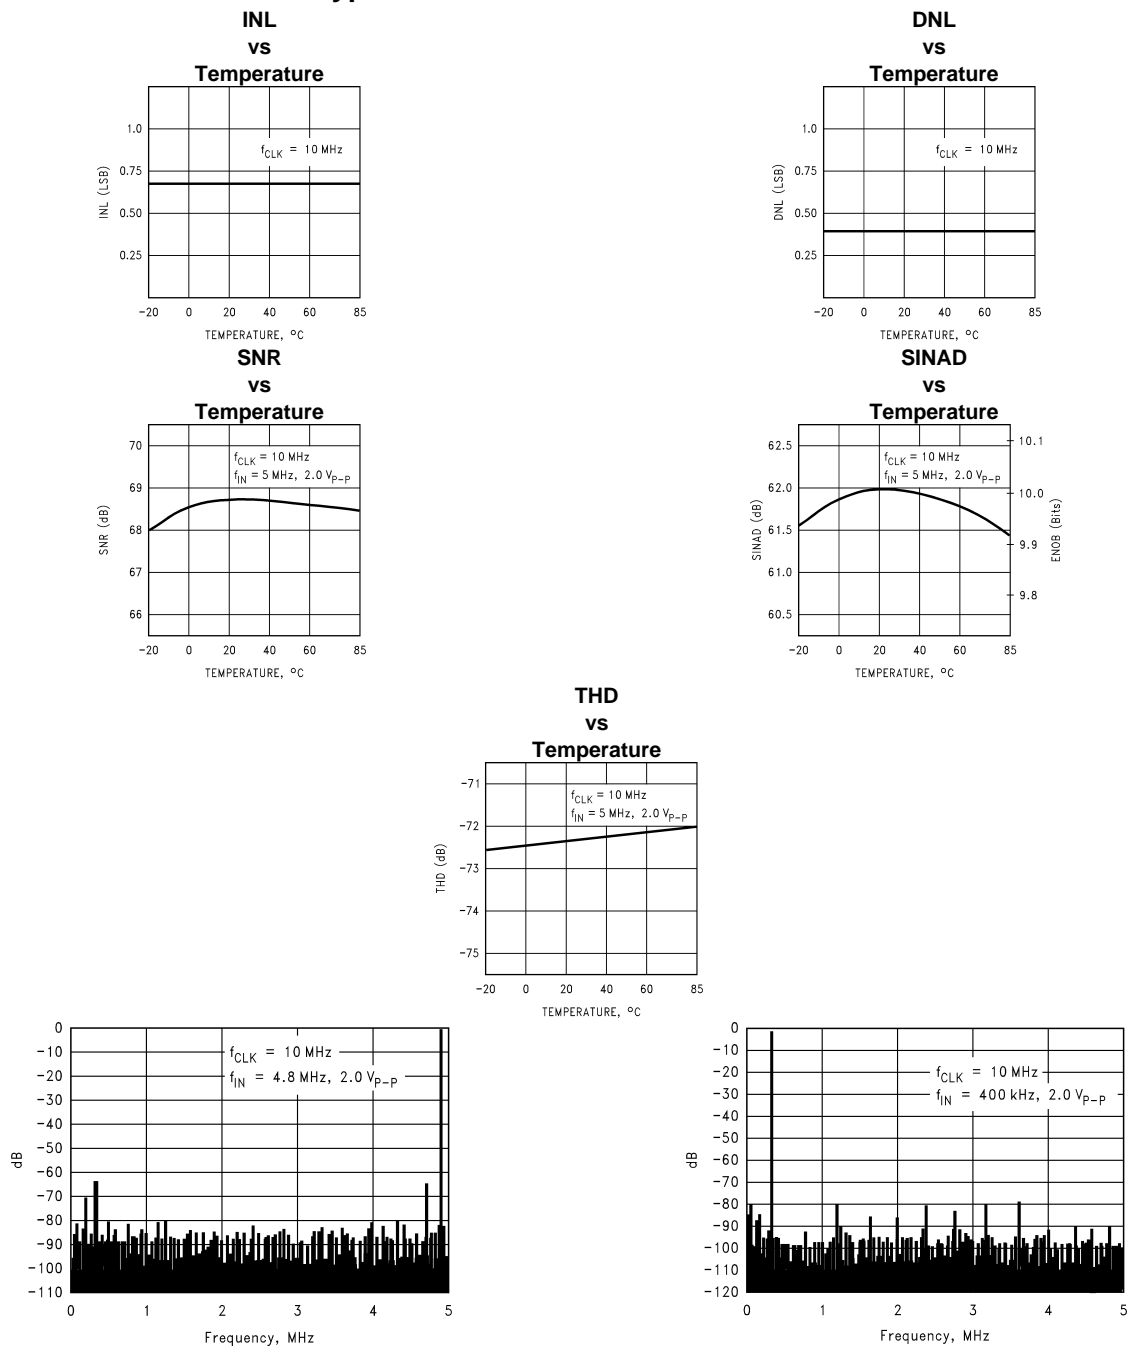 INL
vs
Temperature
1.0
0.75
0.50
0.25
INL (LSB)
fCLK = 10 MHz
-20 0 20 40 60 85
TEMPERATURE, °C
DNL
vs
Temperature
1.0
0.75
0.50
0.25
DNL (LSB)
fCLK = 10 MHz
-20 0 20 40 60 85
TEMPERATURE, °C
SNR
vs
Temperature
70
69
68
67
66
SNR (dB)
fCLK = 10 MHz
fIN = 5 MHz, 2.0 VP-P
-20 0 20 40 60 85
TEMPERATURE, °C
SINAD
vs
Temperature
62.5
62.0
61.5
61.0
60.5
SINAD (dB)
fCLK = 10 MHz
fIN = 5 MHz, 2.0 VP-P
10.1
10.0
9.9
9.8
ENOB (Bits)
-20 0 20 40 60 85
TEMPERATURE, °C
THD
vs
Temperature
-71
-72
-73
-74
-75
THD (dB)
fCLK = 10 MHz
fIN = 5 MHz, 2.0 VP-P
-20 0 20 40 60 85
TEMPERATURE, °C
0
-10
-20
-30
-40
-50
-60
-70
-80
-90
-100
-110
dB
fCLK = 10 MHz
fIN = 4.8 MHz, 2.0 VP-P
0 1 2 3 4 5
Frequency, MHz
0
-10
-20
-30
-40
-50
-60
-70
-80
-90
-100
-110
-120
dB
fCLK = 10 MHz
fIN = 400 kHz, 2.0 VP-P
0 1 2 3 4 5
Frequency, MHz